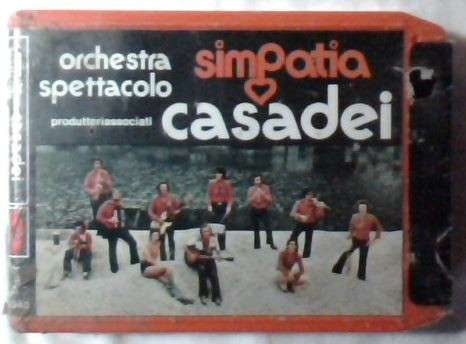 orchestra
spettacolo
simpatia
produttoriassociati
casadei